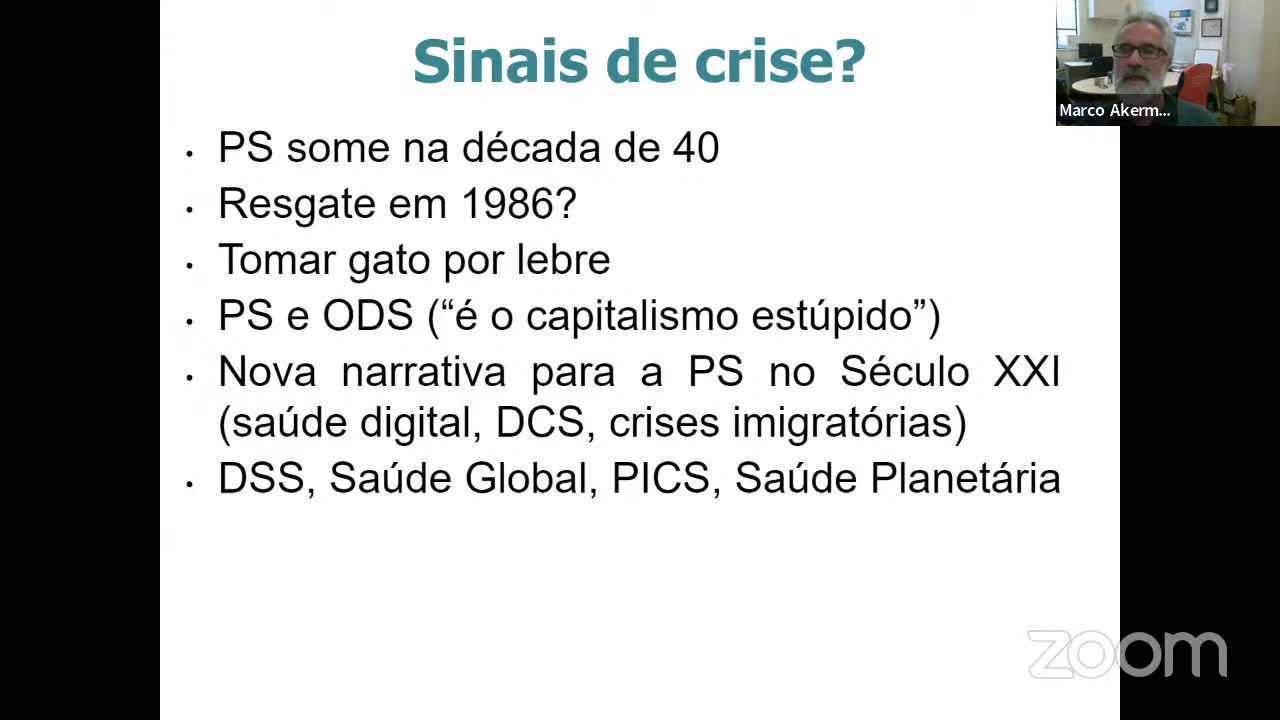 Sinais de crise?
Marco Akerm...
• PS some na década de 40
• Resgate em 1986?
• Tomar gato por lebre
• PS e ODS (“é o capitalismo estúpido”)
• Nova narrativa para a PS no Século XXI
(saúde digital, DCS, crises imigratórias)
• DSS, Saúde Global, PICS, Saúde Planetária
zoom